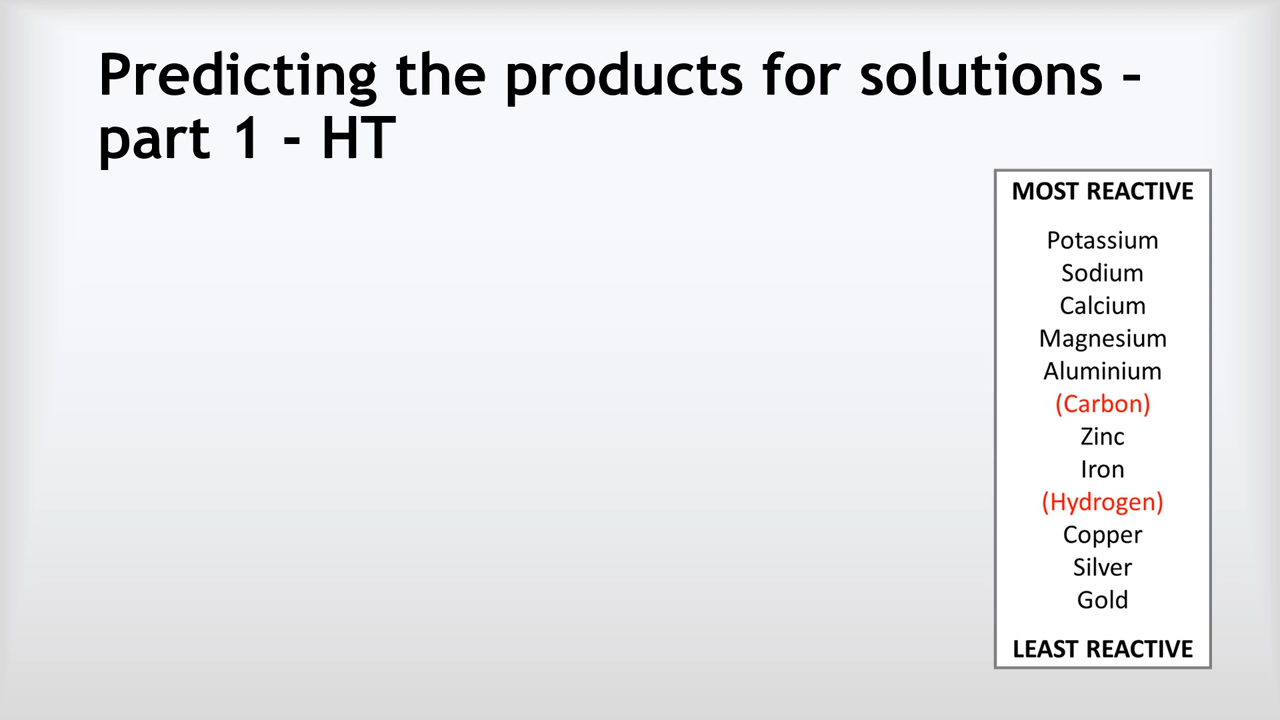 Predicting the products for solutions –
part 1 - HT
MOST REACTIVE
Potassium
Sodium
Calcium
Magnesium
Aluminium
(Carbon)
Zinc
Iron
(Hydrogen)
Copper
Silver
Gold
LEAST REACTIVE